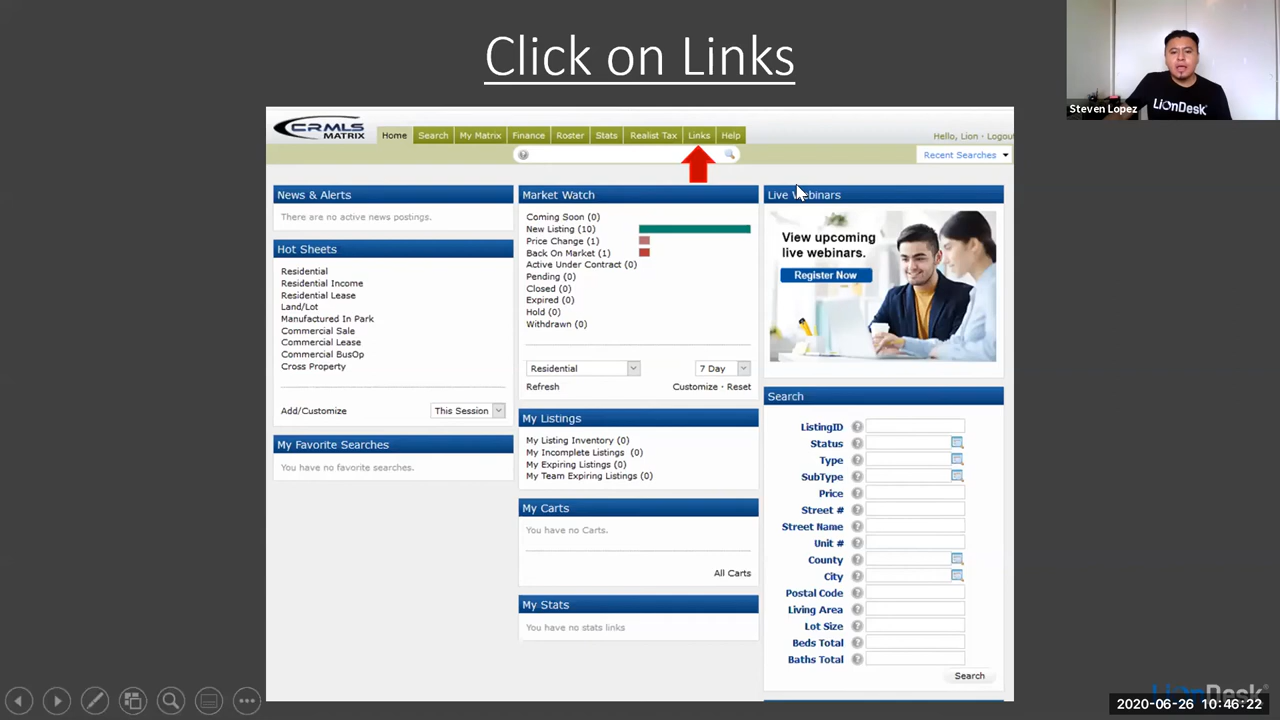 Click on Links
Steven Lopez
LionDesk
CRMLS
MATRIX
Home Search My Matrix Finance Roster Stats Realist Tax Links Help
Hello, Lion · Logout
Recent Searches
News & Alerts
There are no active news postings.
Hot Sheets
Residential
Residential Income
Residential Lease
Land/Lot
Manufactured In Park
Commercial Sale
Commercial Lease
Commercial BusOp
Cross Property
Add/Customize This Session
My Favorite Searches
You have no favorite searches.
Market Watch
Coming Soon (0)
New Listing (10)
Price Change (1)
Back On Market (1)
Active Under Contract (0)
Pending (0)
Closed (0)
Expired (0)
Hold (0)
Withdrawn (0)
Residential 7 Day
Refresh Customize · Reset
My Listings
My Listing Inventory (0)
My Incomplete Listings (0)
My Expiring Listings (0)
My Team Expiring Listings (0)
My Carts
You have no Carts.
All Carts
My Stats
You have no stats links
Live Webinars
View upcoming
live webinars.
Register Now
Search
ListingID
Status
Type
SubType
Price
Street #
Street Name
Unit #
County
City
Postal Code
Living Area
Lot Size
Beds Total
Baths Total
Search
LionDesk
2020-06-26 10:46:22